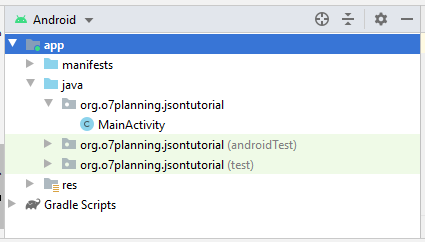 Android
app
manifests
java
org.o7planning.jsontutorial
MainActivity
org.o7planning.jsontutorial (androidTest)
org.o7planning.jsontutorial (test)
res
Gradle Scripts